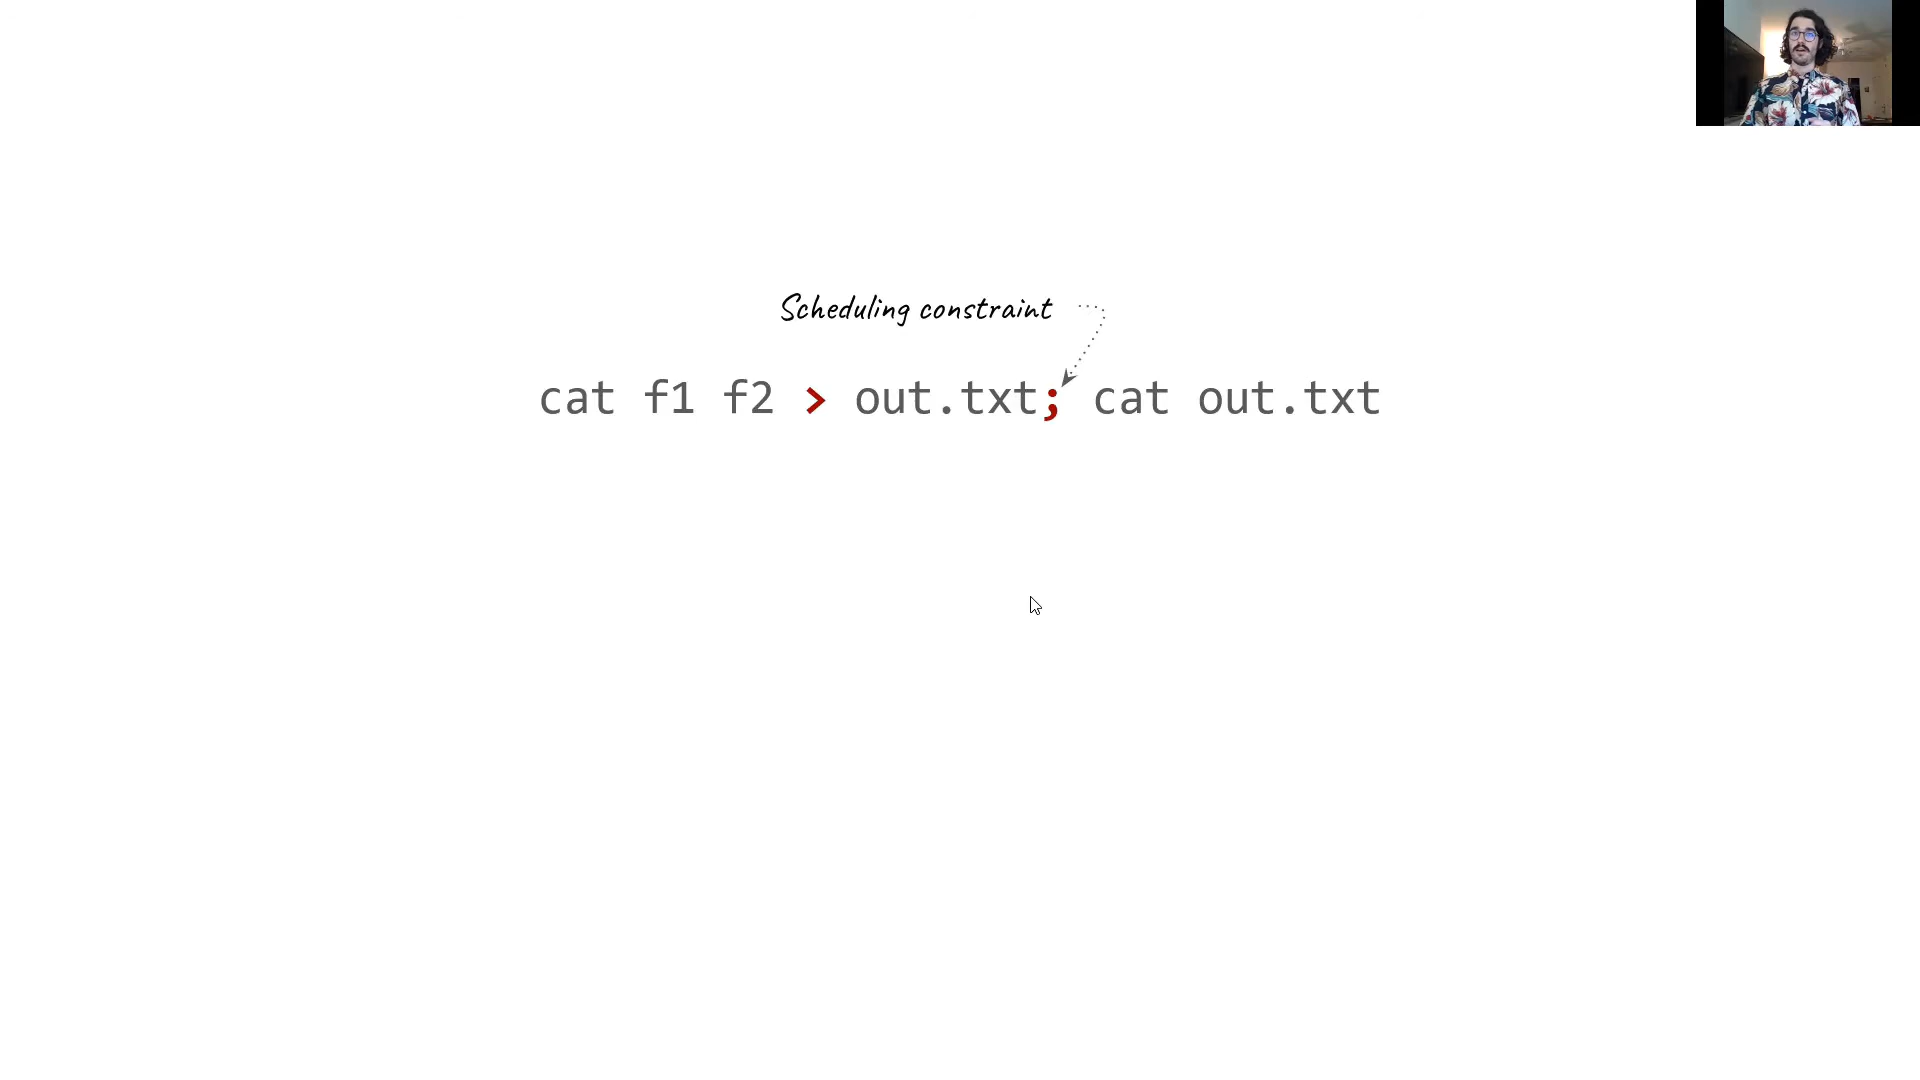 Scheduling constraint
cat f1 f2 > out.txt; cat out.txt